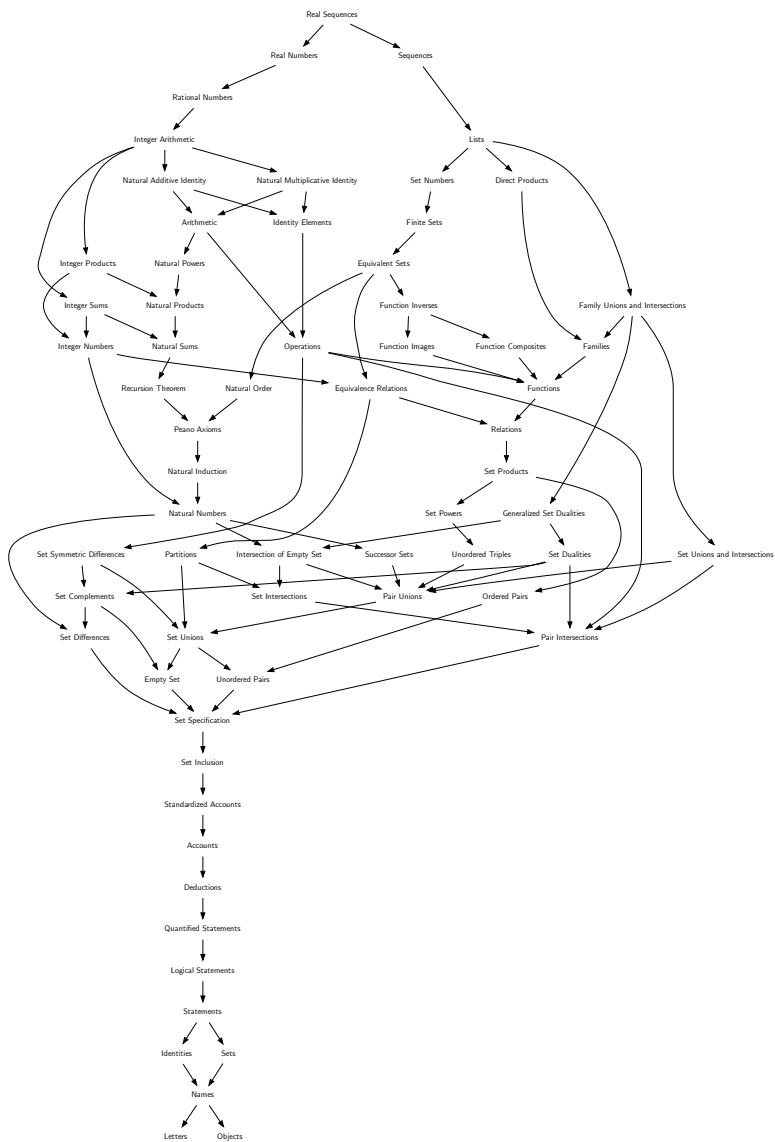 Real Sequences
Real Numbers
Sequences
Rational Numbers
Integer Arithmetic
Lists
Natural Additive Identity
Natural Multiplicative Identity
Set Numbers
Direct Products
Arithmetic
Identity Elements
Finite Sets
Integer Products
Natural Powers
Equivalent Sets
Integer Sums
Natural Products
Function Inverses
Family Unions and Intersections
Integer Numbers
Natural Sums
Operations
Function Images
Function Composites
Families
Recursion Theorem
Natural Order
Equivalence Relations
Functions
Peano Axioms
Relations
Natural Induction
Set Products
Natural Numbers
Set Powers
Generalized Set Dualities
Set Symmetric Differences
Partitions
Intersection of Empty Set
Successor Sets
Unordered Triples
Set Dualities
Set Unions and Intersections
Set Complements
Set Intersections
Pair Unions
Ordered Pairs
Set Differences
Set Unions
Pair Intersections
Empty Set
Unordered Pairs
Set Specification
Set Inclusion
Standardized Accounts
Accounts
Deductions
Quantified Statements
Logical Statements
Statements
Identities
Sets
Names
Letters
Objects